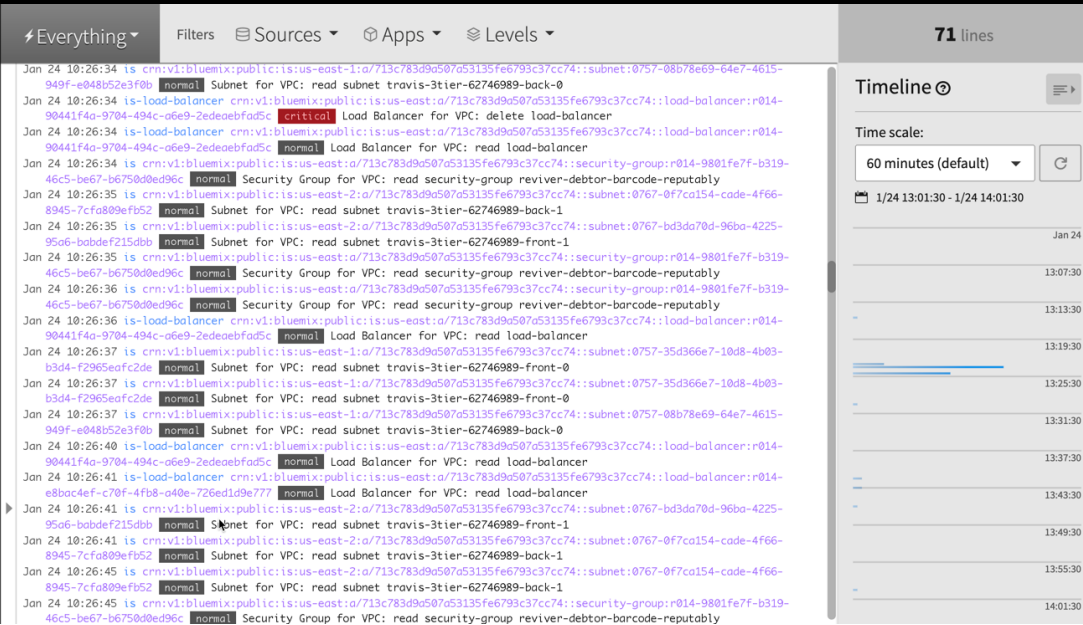 Everything
Filters
Sources
Apps
Levels
71 lines
Jan 24 10:26:34 is crn:v1:bluemix:public:is:us-east-1:a/713c783d9a507a53135fe6793c37cc74::subnet:0757-08b78e69-64e7-4615-
949f-e048b52e3f0b normal Subnet for VPC: read subnet travis-3tier-62746989-back-0
Jan 24 10:26:34 is-load-balancer crn:v1:bluemix:public:is:us-east:a/713c783d9a507a53135fe6793c37cc74::load-balancer:r014-
90441f4a-9704-494c-a6e9-2edeaebfad5c critical Load Balancer for VPC: delete load-balancer
Jan 24 10:26:34 is-load-balancer crn:v1:bluemix:public:is:us-east:a/713c783d9a507a53135fe6793c37cc74::load-balancer:r014-
90441f4a-9704-494c-a6e9-2edeaebfad5c normal Load Balancer for VPC: read load-balancer
Jan 24 10:26:34 is crn:v1:bluemix:public:is:us-east:a/713c783d9a507a53135fe6793c37cc74::security-group:r014-9801fe7f-b319-
46c5-be67-b6750d0ed96c normal Security Group for VPC: read security-group reviver-debtor-barcode-reputably
Jan 24 10:26:35 is crn:v1:bluemix:public:is:us-east-2:a/713c783d9a507a53135fe6793c37cc74::subnet:0767-0f7ca154-cade-4f66-
8945-7cfa809efb52 normal Subnet for VPC: read subnet travis-3tier-62746989-back-1
Jan 24 10:26:35 is crn:v1:bluemix:public:is:us-east-2:a/713c783d9a507a53135fe6793c37cc74::subnet:0767-bd3da70d-96ba-4225-
95a6-babdef215dbb normal Subnet for VPC: read subnet travis-3tier-62746989-front-1
Jan 24 10:26:35 is crn:v1:bluemix:public:is:us-east:a/713c783d9a507a53135fe6793c37cc74::security-group:r014-9801fe7f-b319-
46c5-be67-b6750d0ed96c normal Security Group for VPC: read security-group reviver-debtor-barcode-reputably
Jan 24 10:26:36 is crn:v1:bluemix:public:is:us-east:a/713c783d9a507a53135fe6793c37cc74::security-group:r014-9801fe7f-b319-
46c5-be67-b6750d0ed96c normal Security Group for VPC: read security-group reviver-debtor-barcode-reputably
Jan 24 10:26:36 is-load-balancer crn:v1:bluemix:public:is:us-east:a/713c783d9a507a53135fe6793c37cc74::load-balancer:r014-
90441f4a-9704-494c-a6e9-2edeaebfad5c normal Load Balancer for VPC: read load-balancer
Jan 24 10:26:37 is crn:v1:bluemix:public:is:us-east-1:a/713c783d9a507a53135fe6793c37cc74::subnet:0757-35d366e7-10d8-4b03-
b3d4-f2965eafc2de normal Subnet for VPC: read subnet travis-3tier-62746989-front-0
Jan 24 10:26:37 is crn:v1:bluemix:public:is:us-east-1:a/713c783d9a507a53135fe6793c37cc74::subnet:0757-35d366e7-10d8-4b03-
b3d4-f2965eafc2de normal Subnet for VPC: read subnet travis-3tier-62746989-front-0
Jan 24 10:26:37 is crn:v1:bluemix:public:is:us-east-1:a/713c783d9a507a53135fe6793c37cc74::subnet:0757-08b78e69-64e7-4615-
949f-e048b52e3f0b normal Subnet for VPC: read subnet travis-3tier-62746989-back-0
Jan 24 10:26:40 is-load-balancer crn:v1:bluemix:public:is:us-east:a/713c783d9a507a53135fe6793c37cc74::load-balancer:r014-
90441f4a-9704-494c-a6e9-2edeaebfad5c normal Load Balancer for VPC: read load-balancer
Jan 24 10:26:41 is-load-balancer crn:v1:bluemix:public:is:us-east:a/713c783d9a507a53135fe6793c37cc74::load-balancer:r014-
e8bac4ef-c70f-4fb8-a40e-726ed1d9e777 normal Load Balancer for VPC: read load-balancer
Jan 24 10:26:41 is crn:v1:bluemix:public:is:us-east-2:a/713c783d9a507a53135fe6793c37cc74::subnet:0767-bd3da70d-96ba-4225-
95a6-babdef215dbb normal Subnet for VPC: read subnet travis-3tier-62746989-front-1
Jan 24 10:26:41 is crn:v1:bluemix:public:is:us-east-2:a/713c783d9a507a53135fe6793c37cc74::subnet:0767-0f7ca154-cade-4f66-
8945-7cfa809efb52 normal Subnet for VPC: read subnet travis-3tier-62746989-back-1
Jan 24 10:26:45 is crn:v1:bluemix:public:is:us-east-2:a/713c783d9a507a53135fe6793c37cc74::subnet:0767-0f7ca154-cade-4f66-
8945-7cfa809efb52 normal Subnet for VPC: read subnet travis-3tier-62746989-back-1
Jan 24 10:26:45 is crn:v1:bluemix:public:is:us-east:a/713c783d9a507a53135fe6793c37cc74::security-group:r014-9801fe7f-b319-
46c5-be67-b6750d0ed96c normal Security Group for VPC: read security-group reviver-debtor-barcode-reputably
Timeline
Time scale:
60 minutes (default)
1/24 13:01:30 - 1/24 14:01:30
Jan 24
13:07:30
13:13:30
13:19:30
13:25:30
13:31:30
13:37:30
13:43:30
13:49:30
13:55:30
14:01:30